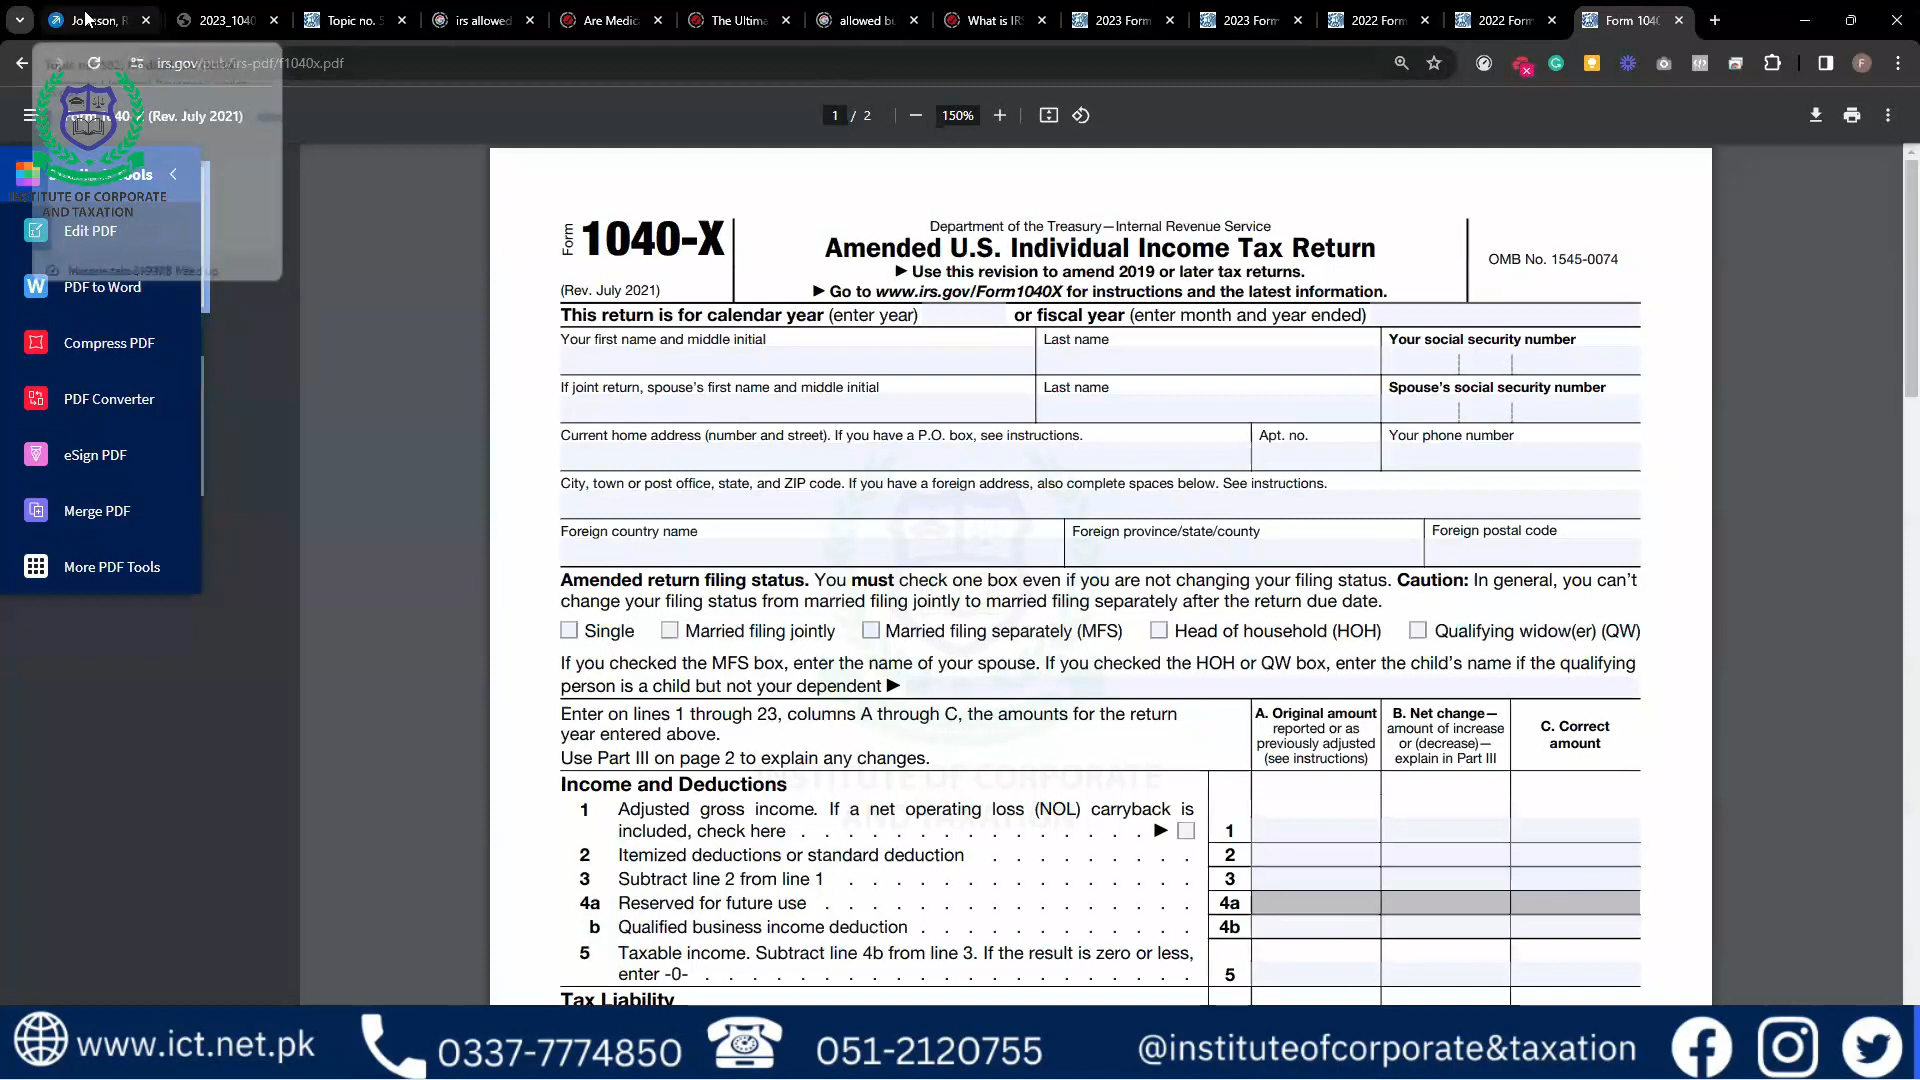 Jo son, R
2023_1040
Topic no. 5
irs allowed
Are Medic
The Ultima
allowed bu
What is IR
2023 Form
2023 Form
2022 Form
2022 Form
Form 1040
irs.gov/pub/irs-pdf/f1040x.pdf
(Rev. July 2021)
1 / 2
150%
INSTITUTE OF CORPORATE
AND TAXATION
Edit PDF
PDF to Word
Compress PDF
PDF Converter
eSign PDF
Merge PDF
More PDF Tools
Form 1040-X
(Rev. July 2021)
Department of the Treasury—Internal Revenue Service
Amended U.S. Individual Income Tax Return
▶ Use this revision to amend 2019 or later tax returns.
▶ Go to www.irs.gov/Form1040X for instructions and the latest information.
OMB No. 1545-0074
This return is for calendar year (enter year) or fiscal year (enter month and year ended)
Your first name and middle initial
Last name
Your social security number
If joint return, spouse's first name and middle initial
Last name
Spouse's social security number
Current home address (number and street). If you have a P.O. box, see instructions.
Apt. no.
Your phone number
City, town or post office, state, and ZIP code. If you have a foreign address, also complete spaces below. See instructions.
Foreign country name
Foreign province/state/county
Foreign postal code
Amended return filing status. You must check one box even if you are not changing your filing status. Caution: In general, you can't
change your filing status from married filing jointly to married filing separately after the return due date.
Single Married filing jointly Married filing separately (MFS) Head of household (HOH) Qualifying widow(er) (QW)
If you checked the MFS box, enter the name of your spouse. If you checked the HOH or QW box, enter the child's name if the qualifying
person is a child but not your dependent ▶
Enter on lines 1 through 23, columns A through C, the amounts for the return
year entered above.
Use Part III on page 2 to explain any changes.
A. Original amount
reported or as
previously adjusted
(see instructions)
B. Net change—
amount of increase
or (decrease)—
explain in Part III
C. Correct
amount
Income and Deductions
1 Adjusted gross income. If a net operating loss (NOL) carryback is
included, check here . . . . . . . . . . . . . . ▶ 1
2 Itemized deductions or standard deduction . . . . . . . . 2
3 Subtract line 2 from line 1 . . . . . . . . . . . . . . 3
4a Reserved for future use . . . . . . . . . . . . . . . 4a
b Qualified business income deduction . . . . . . . . . . . 4b
5 Taxable income. Subtract line 4b from line 3. If the result is zero or less,
enter -0- . . . . . . . . . . . . . . . . . . . 5
Tax Liability
INSTITUTE OF CORPORATE
AND TAXATION
www.ict.net.pk
0337-7774850
051-2120755
@instituteofcorporate&taxation